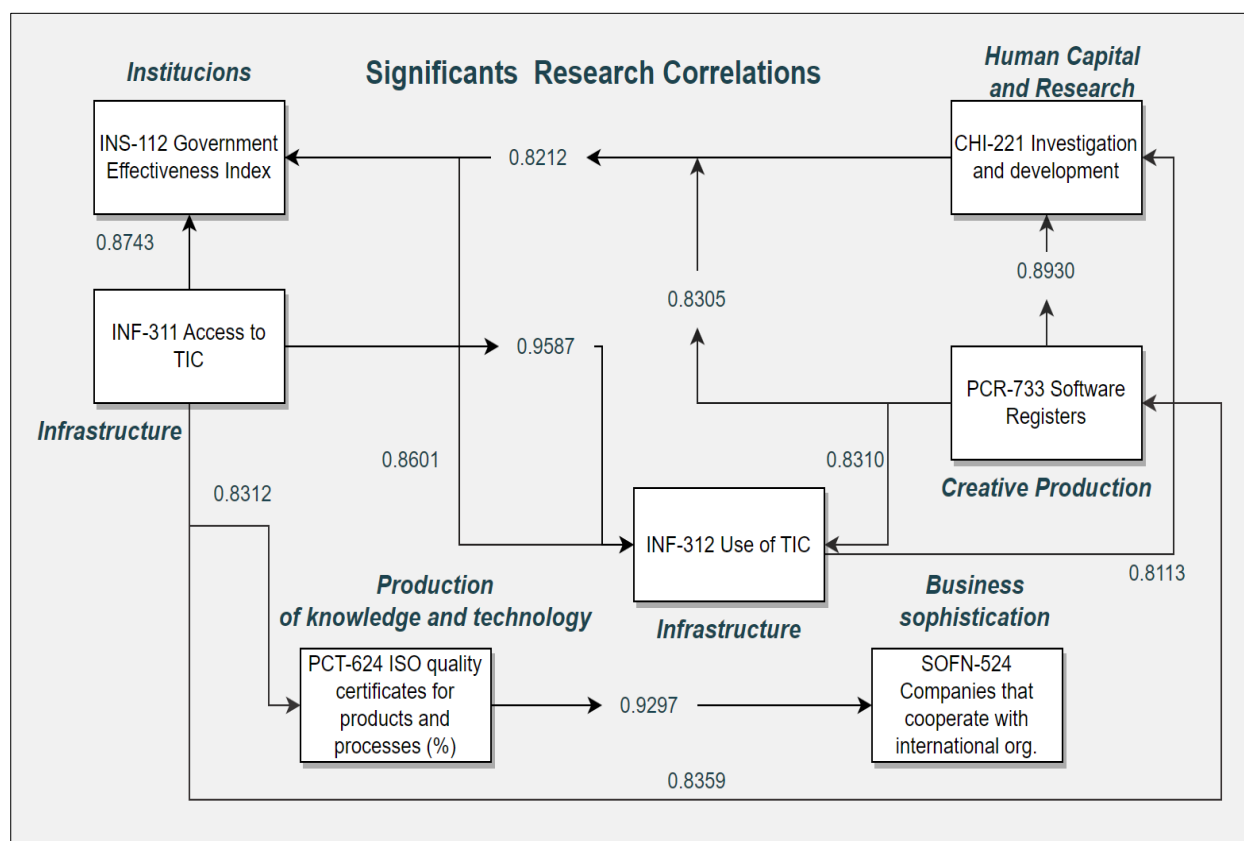 Significants Research Correlations
Institucions
Human Capital
and Research
INS-112 Government
Effectiveness Index
0.8212
CHI-221 Investigation
and development
0.8743
0.8930
0.8305
INF-311 Access to
TIC
0.9587
PCR-733 Software
Registers
Infrastructure
0.8601
0.8310
0.8312
Creative Production
INF-312 Use of TIC
0.8113
Production
of knowledge and technology
Infrastructure
Business
sophistication
PCT-624 ISO quality
certificates for
products and
processes (%)
0.9297
SOFN-524
Companies that
cooperate with
international org.
0.8359